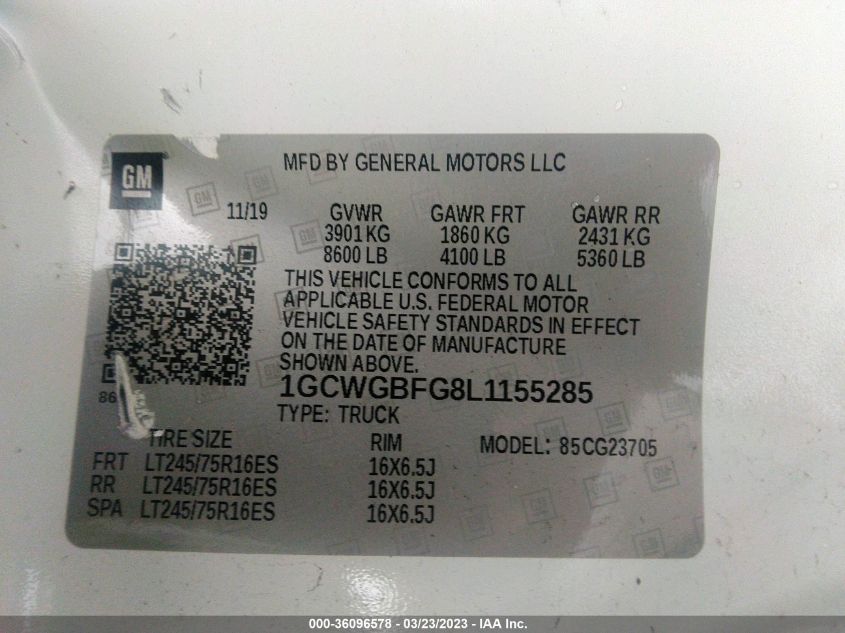 GM
MFD BY GENERAL MOTORS LLC
11/19 GVWR GAWR FRT GAWR RR
3901 KG 1860 KG 2431 KG
8600 LB 4100 LB 5360 LB
THIS VEHICLE CONFORMS TO ALL
APPLICABLE U.S. FEDERAL MOTOR
VEHICLE SAFETY STANDARDS IN EFFECT
ON THE DATE OF MANUFACTURE
SHOWN ABOVE.
86
1GCWGBFG8L1155285
TYPE: TRUCK
TIRE SIZE RIM MODEL: 85CG23705
FRT LT245/75R16ES 16X6.5J
RR LT245/75R16ES 16X6.5J
SPA LT245/75R16ES 16X6.5J
000-36096578 - 03/23/2023 - IAA Inc.